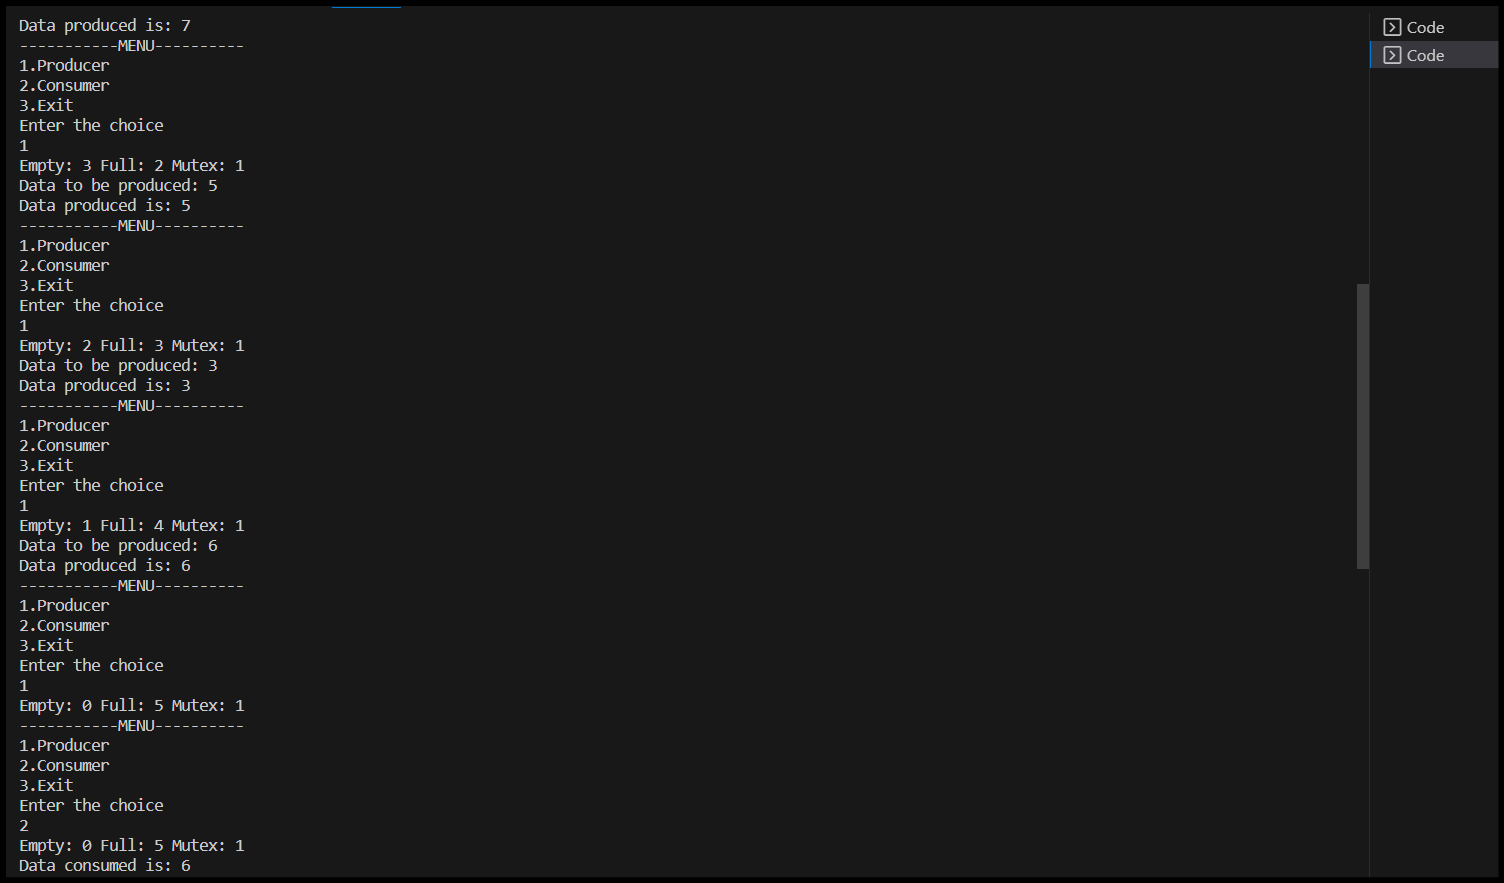 Data produced is: 7
-----------MENU----------
1.Producer
2.Consumer
3.Exit
Enter the choice
1
Empty: 3 Full: 2 Mutex: 1
Data to be produced: 5
Data produced is: 5
-----------MENU----------
1.Producer
2.Consumer
3.Exit
Enter the choice
1
Empty: 2 Full: 3 Mutex: 1
Data to be produced: 3
Data produced is: 3
-----------MENU----------
1.Producer
2.Consumer
3.Exit
Enter the choice
1
Empty: 1 Full: 4 Mutex: 1
Data to be produced: 6
Data produced is: 6
-----------MENU----------
1.Producer
2.Consumer
3.Exit
Enter the choice
1
Empty: 0 Full: 5 Mutex: 1
-----------MENU----------
1.Producer
2.Consumer
3.Exit
Enter the choice
2
Empty: 0 Full: 5 Mutex: 1
Data consumed is: 6
Code
Code